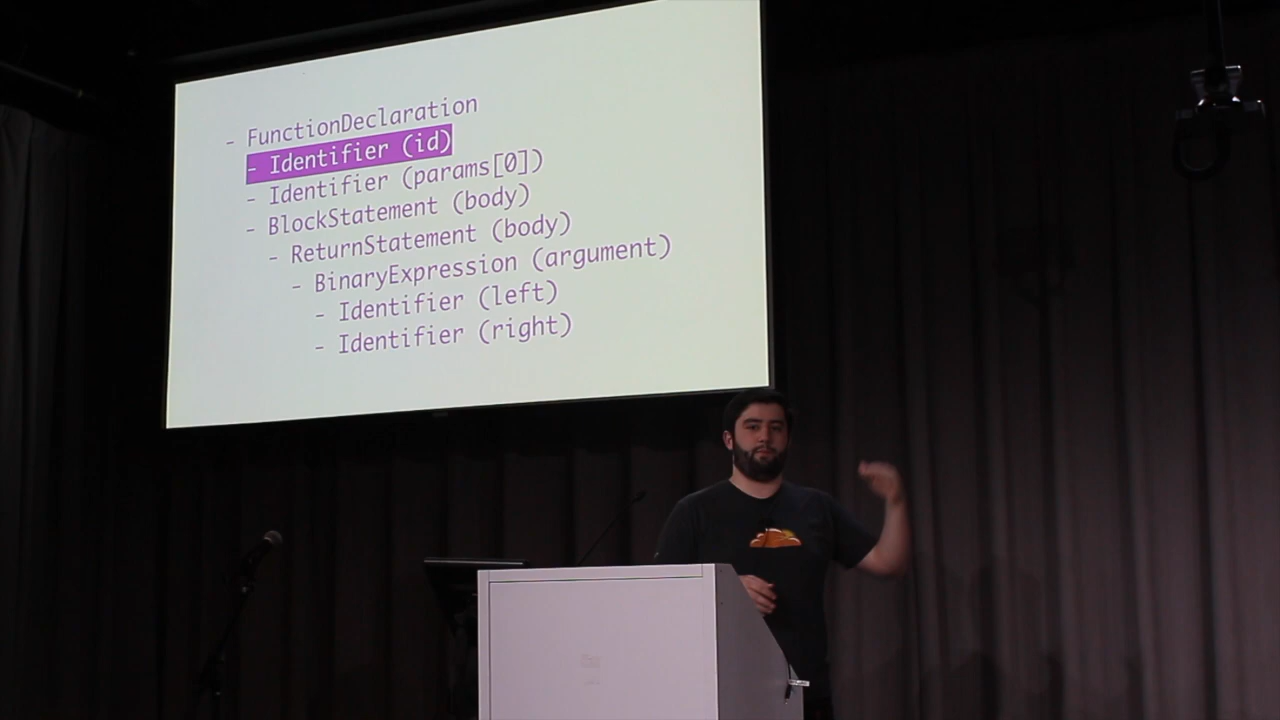 - FunctionDeclaration
- Identifier (id)
- Identifier (params[0])
- BlockStatement (body)
- ReturnStatement (body)
- BinaryExpression (argument)
- Identifier (left)
- Identifier (right)